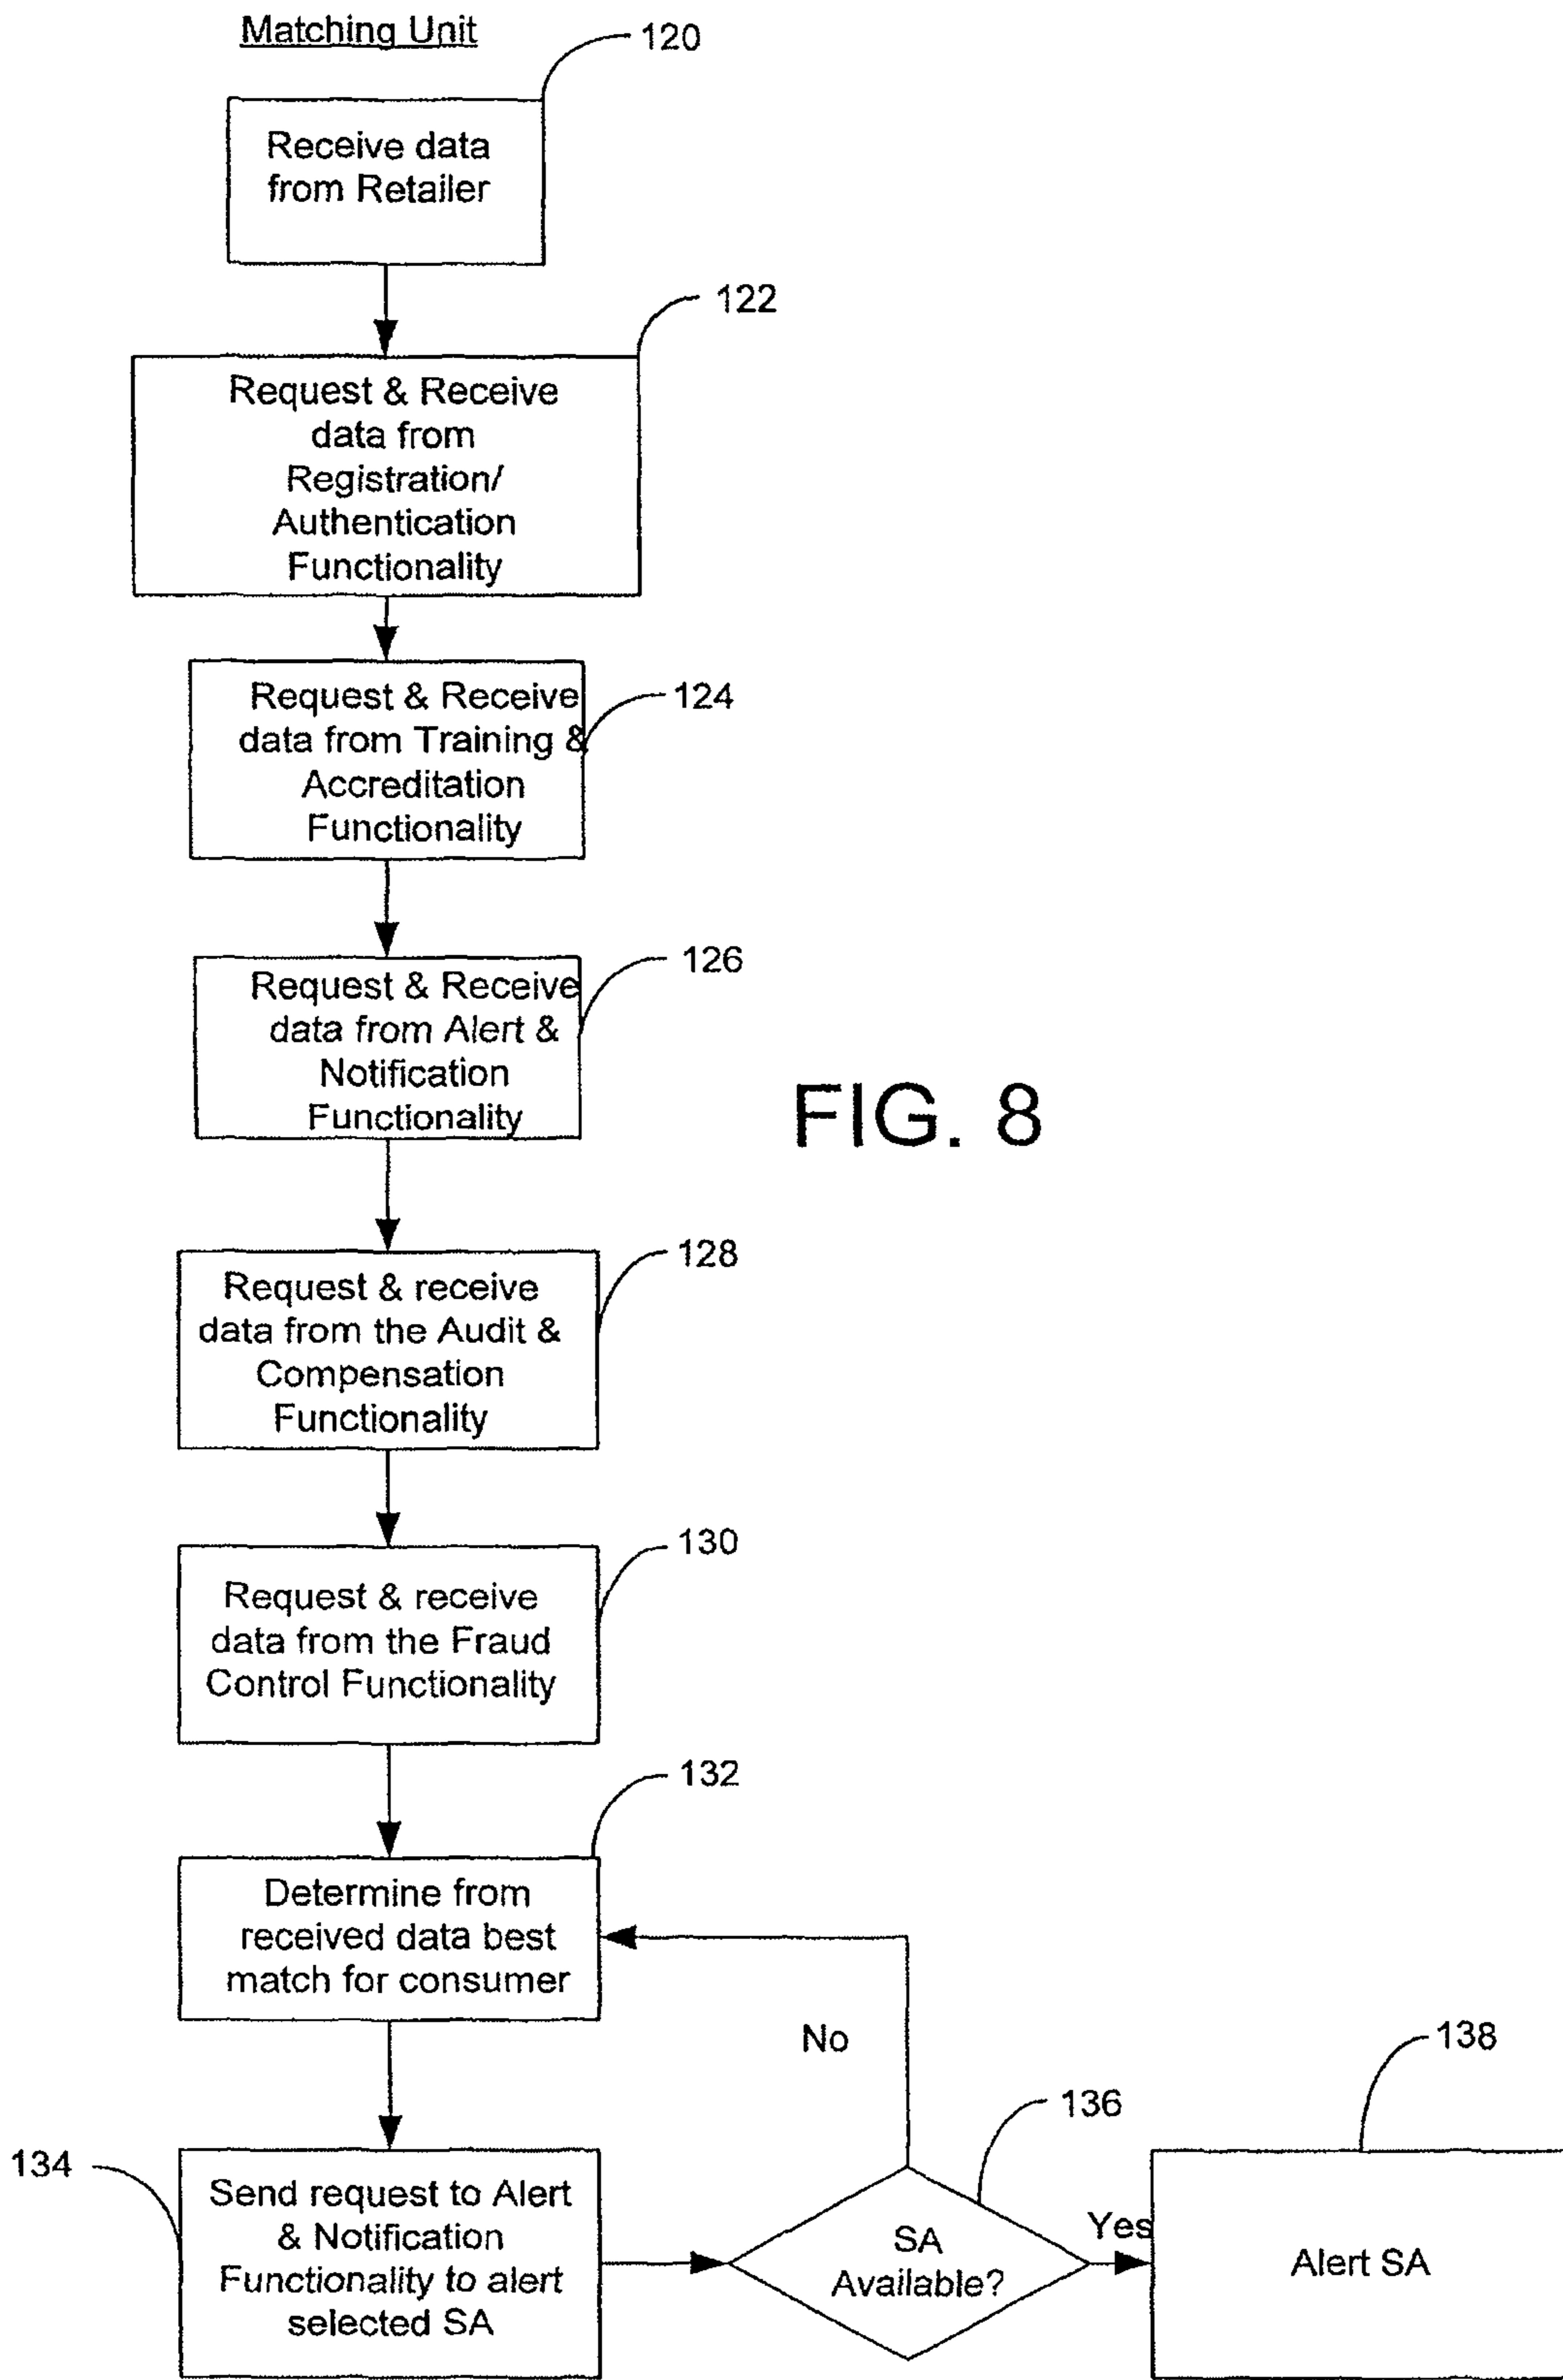 Matching Unit
120
Receive data
from Retailer
122
Request & Receive
data from
Registration/
Authentication
Functionality
124
Request & Receive
data from Training &
Accreditation
Functionality
126
Request & Receive
data from Alert &
Notification
Functionality
FIG. 8
128
Request & receive
data from the Audit &
Compensation
Functionality
130
Request & receive
data from the Fraud
Control Functionality
132
Determine from
received data best
match for consumer
No
138
136
134
Send request to Alert
& Notification
Functionality to alert
selected SA
SA
Available?
Yes
Alert SA